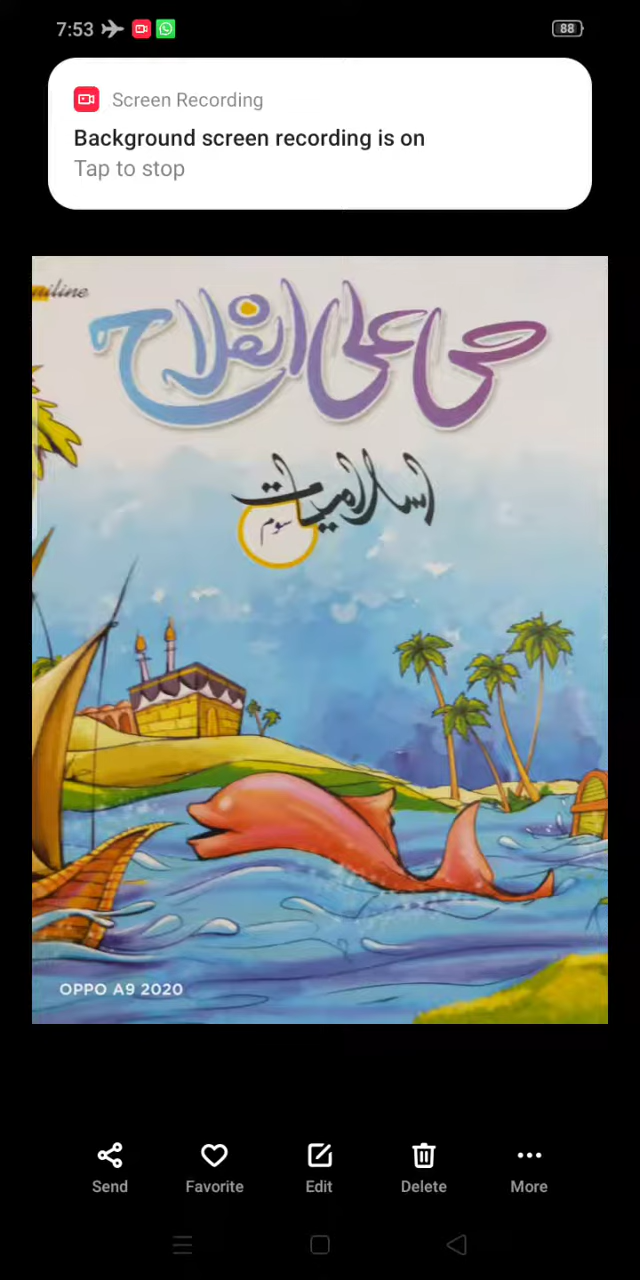 7:53
88
Screen Recording
Background screen recording is on
Tap to stop
حی علی الفلاح
اسلامیات
سوم
OPPO A9 2020
Send
Favorite
Edit
Delete
More